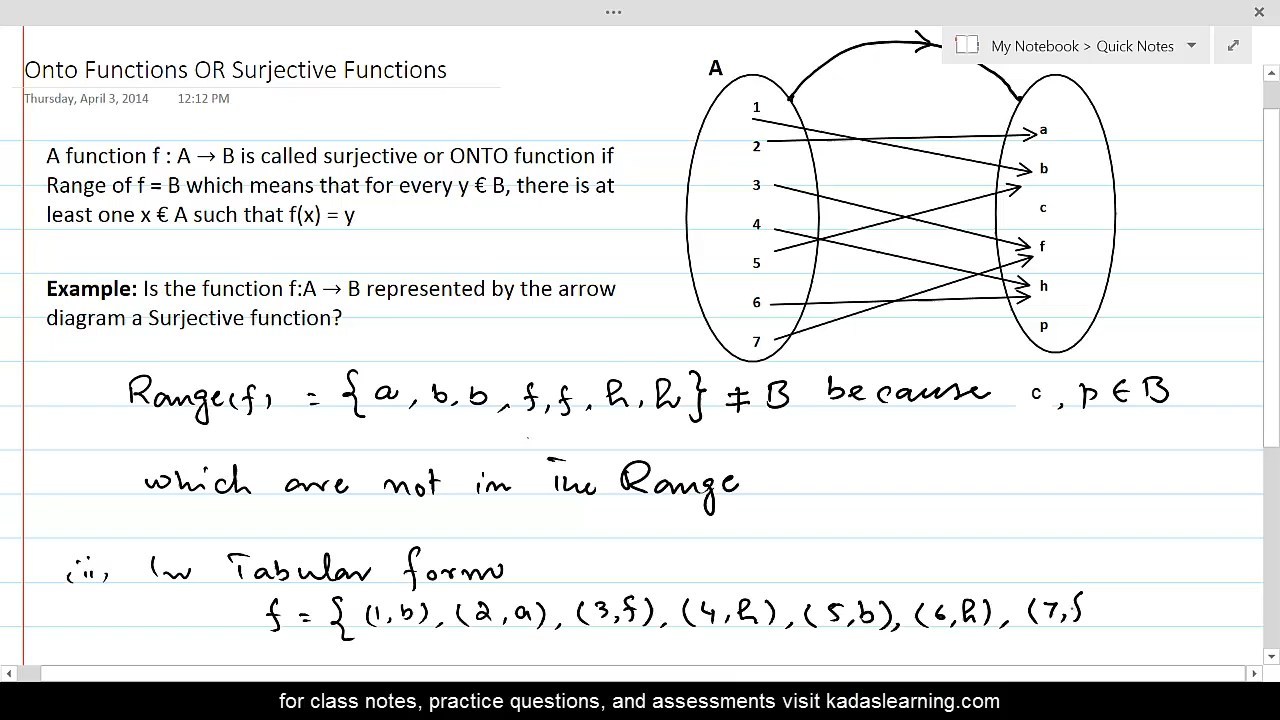 My Notebook > Quick Notes
Onto Functions OR Surjective Functions
Thursday, April 3, 2014 12:12 PM
A function f : A → B is called surjective or ONTO function if
Range of f = B which means that for every y € B, there is at
least one x € A such that f(x) = y
Example: Is the function f:A → B represented by the arrow
diagram a Surjective function?
A
1
2
3
4
5
6
7
a
b
c
f
h
p
Range(f) = {a, b, b, f, f, h, h} ≠ B because c, p ∈ B
which are not in The Range
(ii) In Tabular form
f = { (1, b), (2, a), (3, f), (4, h), (5, b), (6, h), (7,
for class notes, practice questions, and assessments visit kadaslearning.com